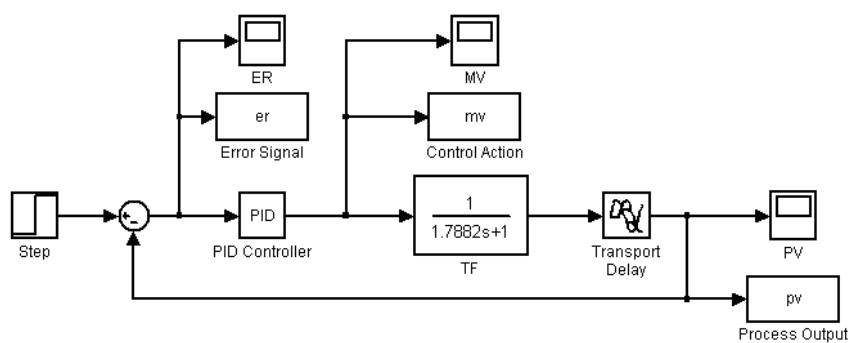 ER
MV
er
mv
Error Signal
Control Action
+
-
PID
1
1.7882s+1
Step
PID Controller
TF
Transport
Delay
PV
pv
Process Output